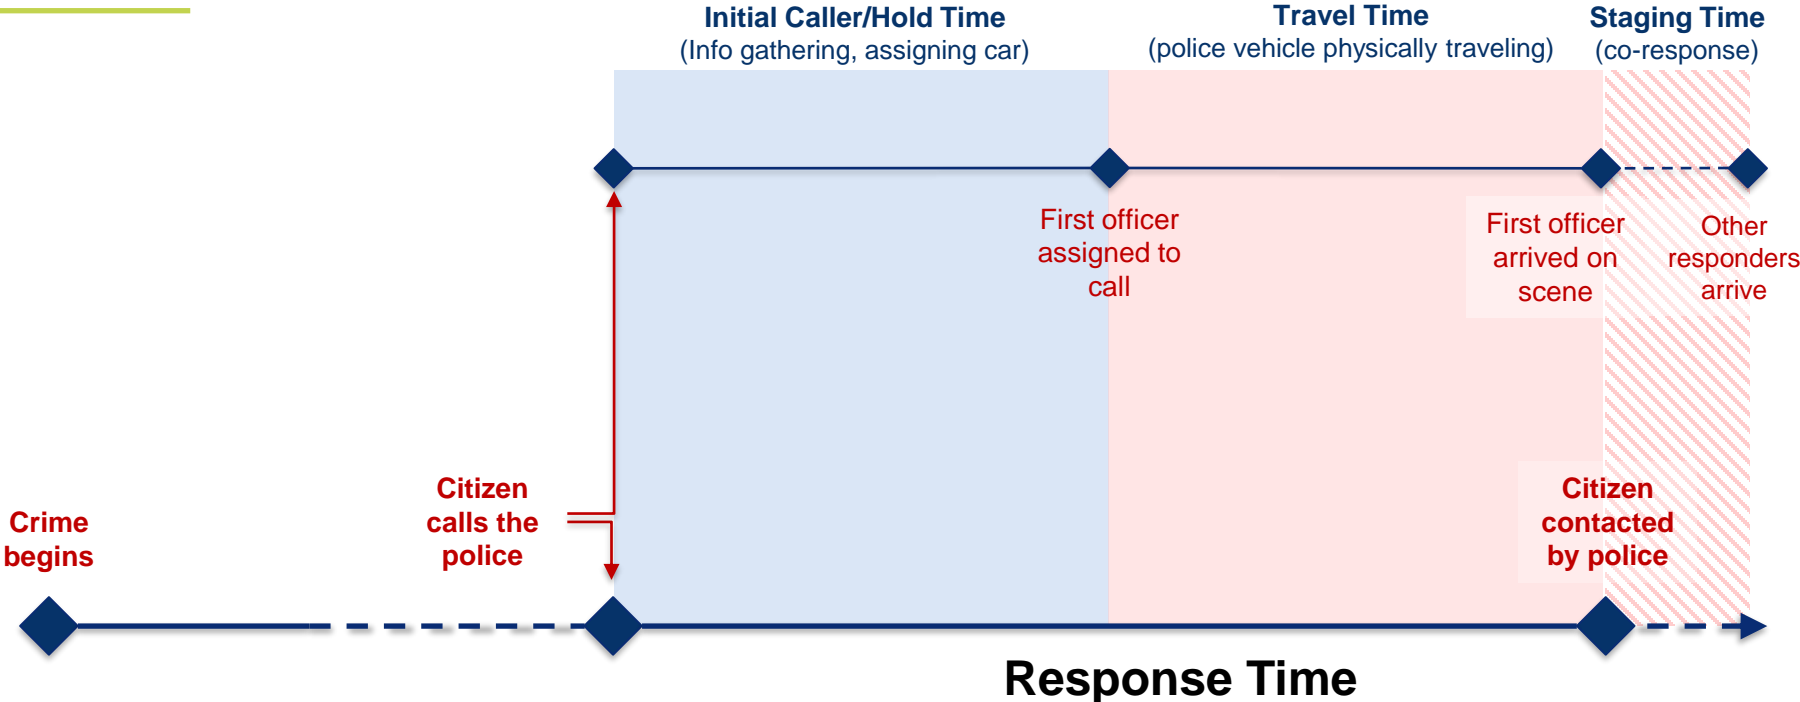 Initial Caller/Hold Time
(Info gathering, assigning car)
Travel Time
(police vehicle physically traveling)
Staging Time
(co-response)
First officer
assigned to
call
First officer
arrived on
scene
Other
responders
arrive
Crime
begins
Citizen
calls the
police
Citizen
contacted
by police
Response Time